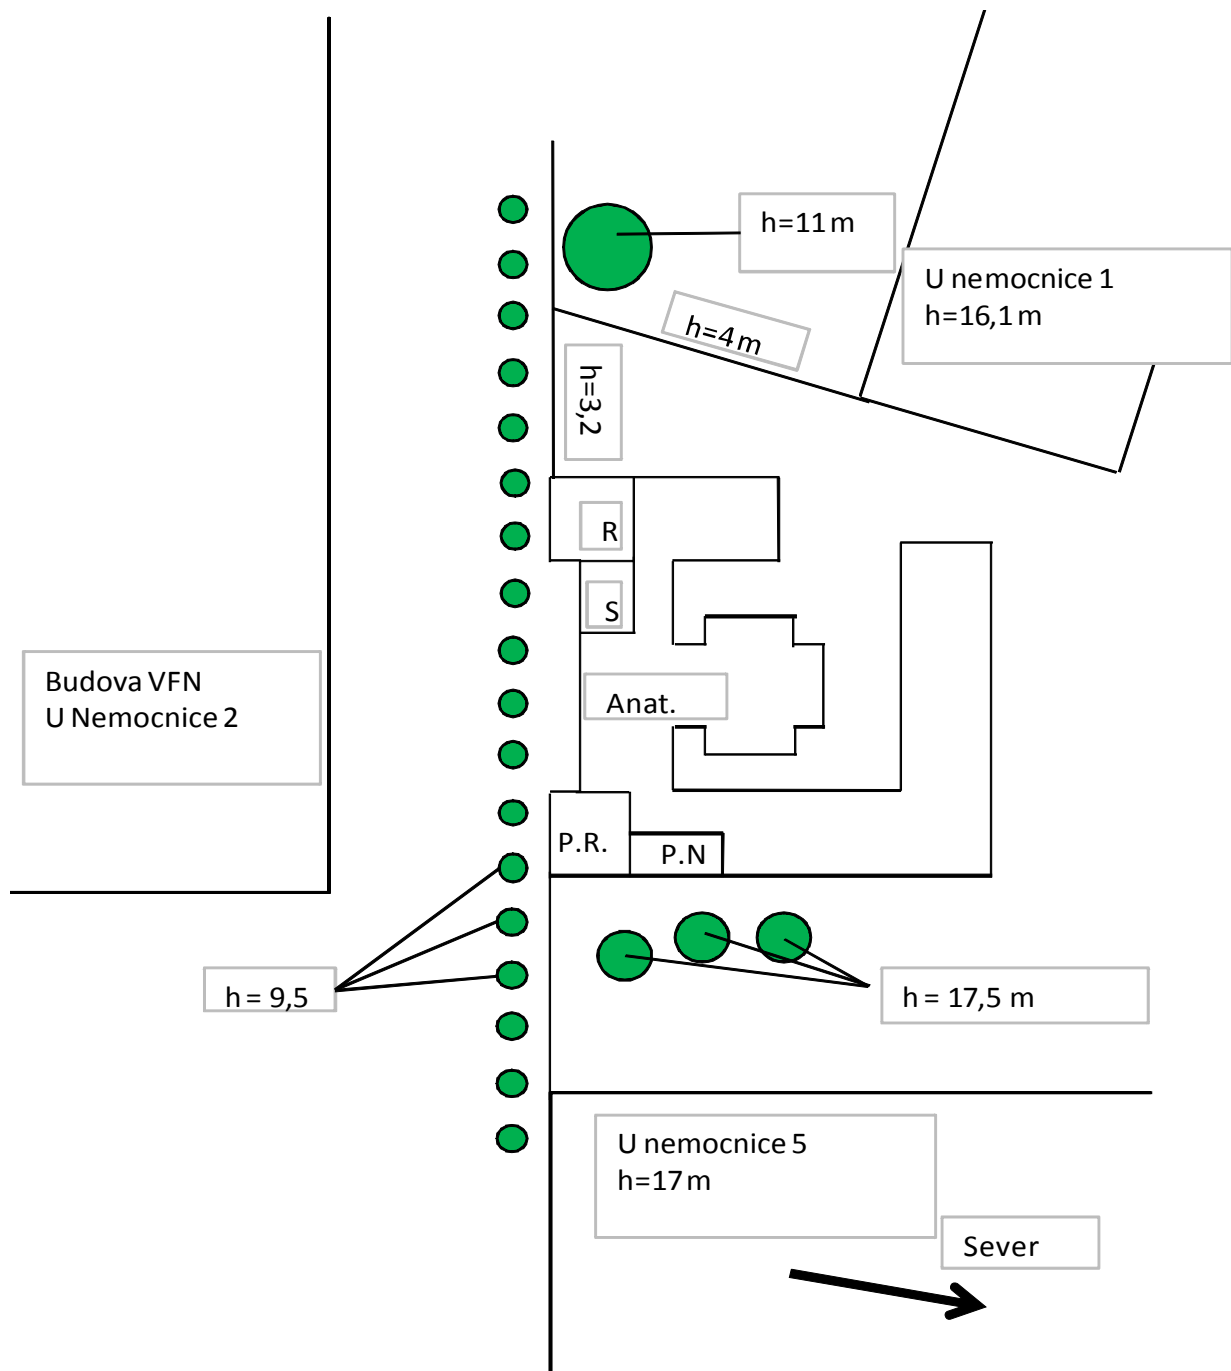 h=11 m
U nemocnice 1
h=16,1 m
h=4 m
h=3,2
R
S
Budova VFN
U Nemocnice 2
Anat.
P.R.
P.N
h = 9,5
h = 17,5 m
U nemocnice 5
h=17 m
Sever